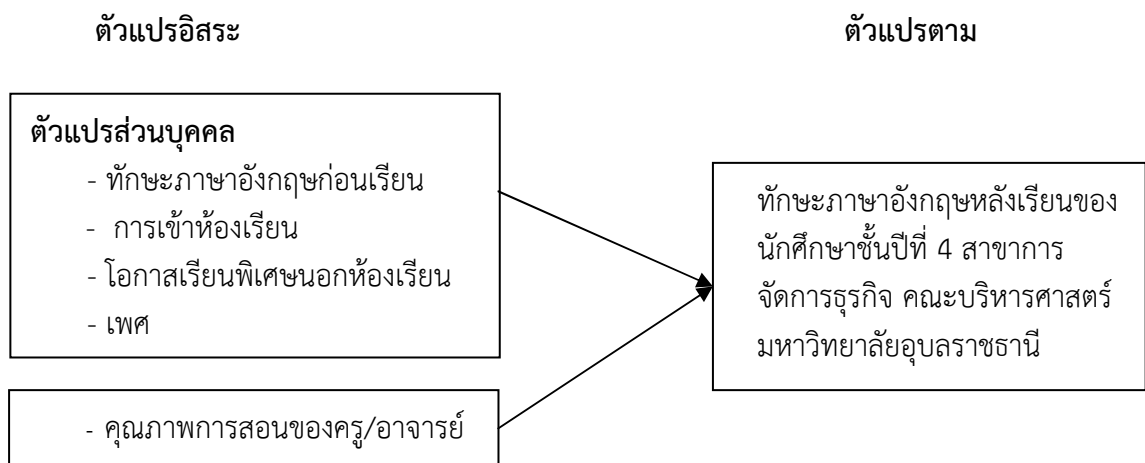 ตัวแปรอิสระ
ตัวแปรตาม
ตัวแปรส่วนบุคคล
- ทักษะภาษาอังกฤษก่อนเรียน
- การเข้าห้องเรียน
- โอกาสเรียนพิเศษนอกห้องเรียน
- เพศ
ทักษะภาษาอังกฤษหลังเรียนของ
นักศึกษาชั้นปีที่ 4 สาขาการ
จัดการธุรกิจ คณะบริหารศาสตร์
มหาวิทยาลัยอุบลราชธานี
- คุณภาพการสอนของครู/อาจารย์